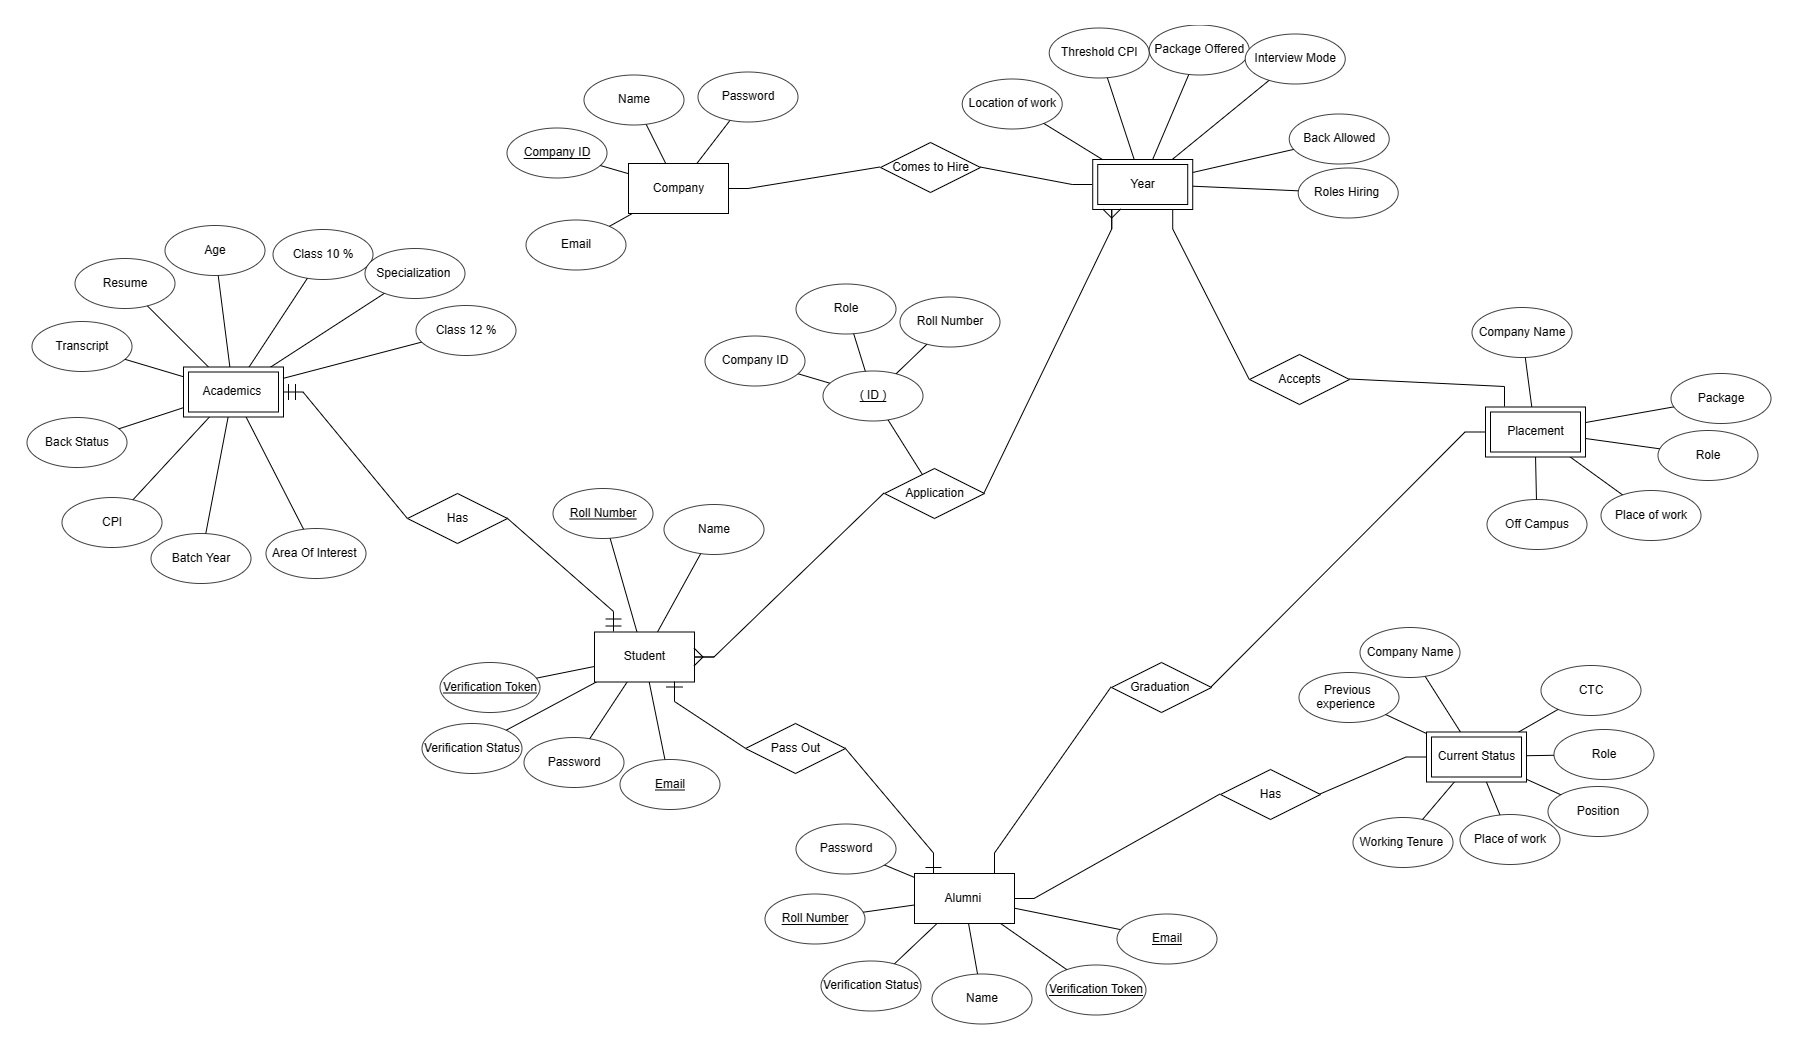 Threshold CPI
Package Offered
Interview Mode
Name
Password
Location of work
Company ID
Back Allowed
Comes to Hire
Company
Year
Roles Hiring
Email
Age
Class 10 %
Specialization
Resume
Role
Roll Number
Class 12 %
Company Name
Transcript
Company ID
Accepts
Academics
( ID )
Package
Placement
Back Status
Role
Application
CPI
Has
Roll Number
Name
Off Campus
Place of work
Batch Year
Area Of Interest
Student
Company Name
Verification Token
Graduation
Previous
experience
CTC
Verification Status
Pass Out
Password
Current Status
Role
Email
Has
Position
Password
Working Tenure
Place of work
Alumni
Roll Number
Email
Verification Status
Name
Verification Token